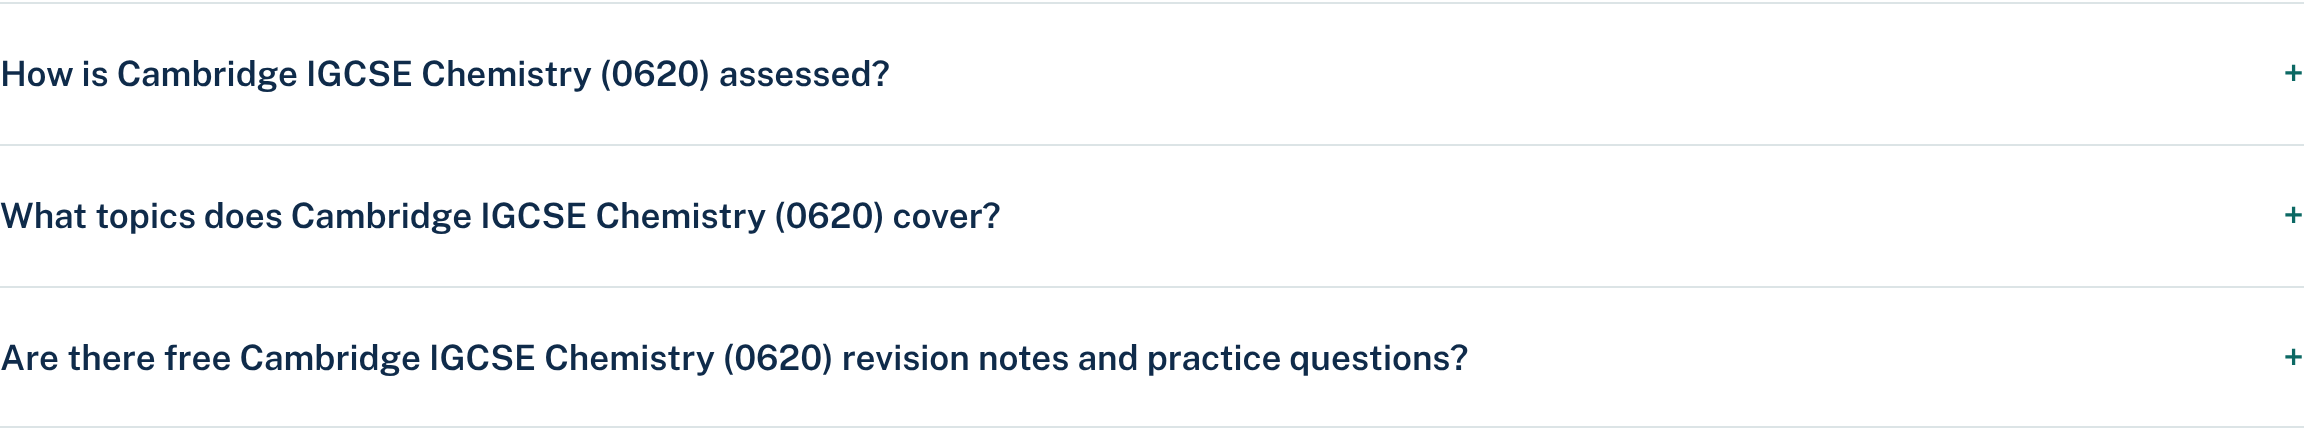 How is Cambridge IGCSE Chemistry (0620) assessed? +
What topics does Cambridge IGCSE Chemistry (0620) cover? +
Are there free Cambridge IGCSE Chemistry (0620) revision notes and practice questions? +